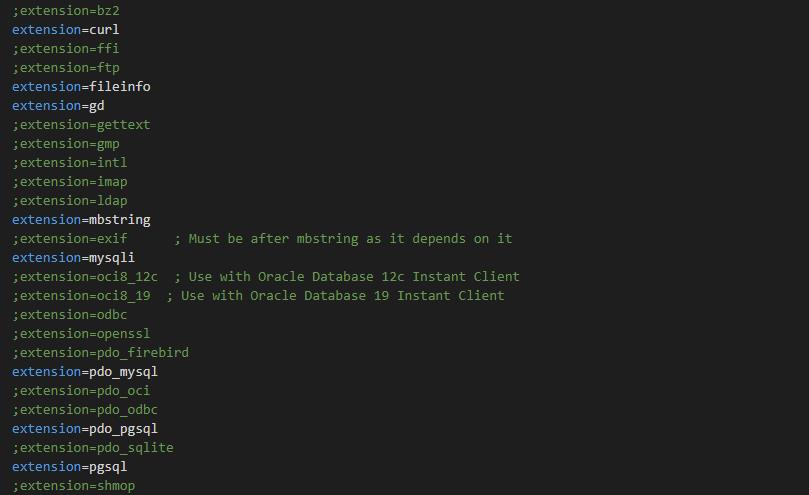 ;extension=bz2
extension=curl
;extension=ffi
;extension=ftp
extension=fileinfo
extension=gd
;extension=gettext
;extension=gmp
;extension=intl
;extension=imap
;extension=ldap
extension=mbstring
;extension=exif      ; Must be after mbstring as it depends on it
extension=mysqli
;extension=oci8_12c  ; Use with Oracle Database 12c Instant Client
;extension=oci8_19  ; Use with Oracle Database 19 Instant Client
;extension=odbc
;extension=openssl
;extension=pdo_firebird
extension=pdo_mysql
;extension=pdo_oci
;extension=pdo_odbc
extension=pdo_pgsql
;extension=pdo_sqlite
extension=pgsql
;extension=shmop